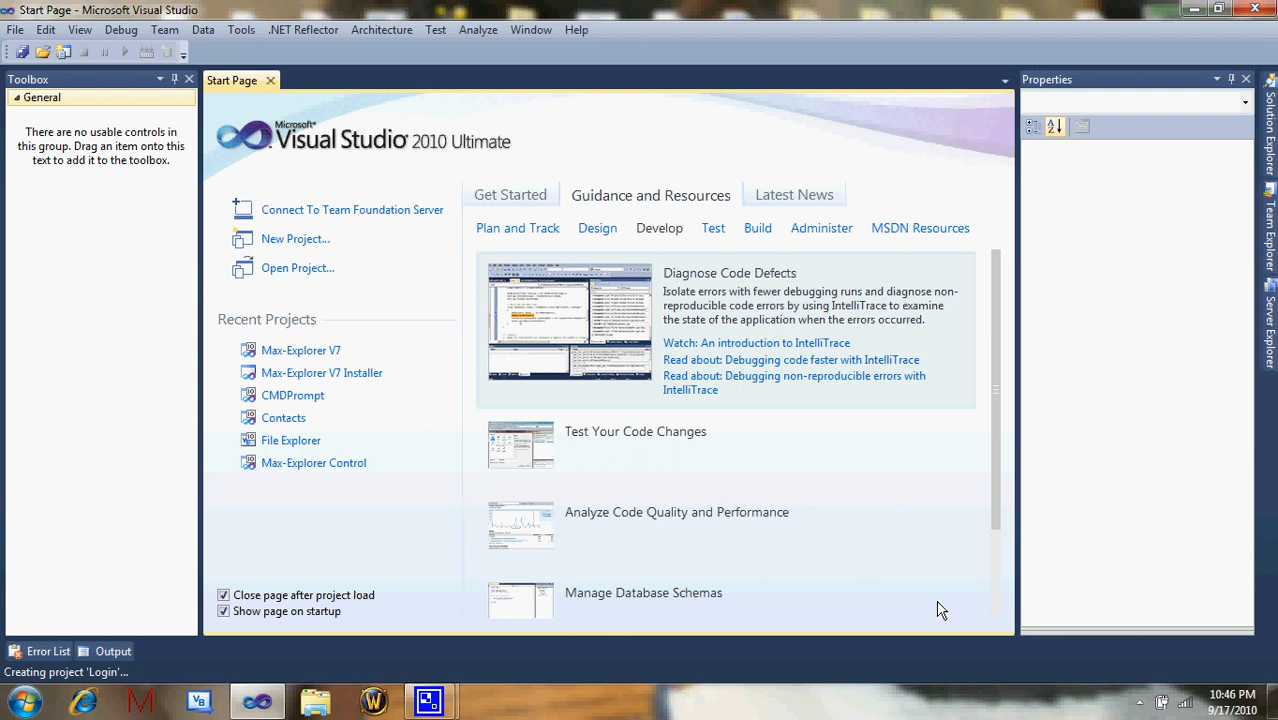 Start Page - Microsoft Visual Studio
File Edit View Debug Team Data Tools .NET Reflector Architecture Test Analyze Window Help
Toolbox
General
There are no usable controls in
this group. Drag an item onto this
text to add it to the toolbox.
Start Page
Microsoft®
Visual Studio® 2010 Ultimate
Connect To Team Foundation Server
New Project...
Open Project...
Recent Projects
Max-Explorer V7
Max-Explorer V7 Installer
CMDPrompt
Contacts
File Explorer
Max-Explorer Control
Close page after project load
Show page on startup
Get Started Guidance and Resources Latest News
Plan and Track Design Develop Test Build Administer MSDN Resources
Diagnose Code Defects
Isolate errors with fewer debugging runs and diagnose non-
reproducible code errors by using IntelliTrace to examine
the state of the application when the errors occurred.
Watch: An introduction to IntelliTrace
Read about: Debugging code faster with IntelliTrace
Read about: Debugging non-reproducible errors with
IntelliTrace
Test Your Code Changes
Analyze Code Quality and Performance
Manage Database Schemas
Properties
Solution Explorer
Team Explorer
Server Explorer
Error List Output
Creating project 'Login'...
VB
10:46 PM
9/17/2010